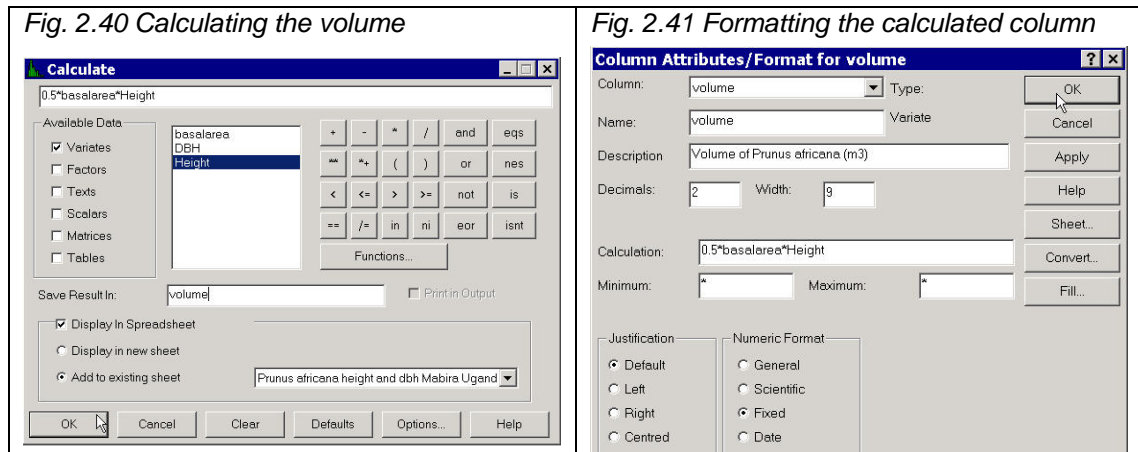 Fig. 2.40 Calculating the volume
Calculate
0.5*basalarea*Height
Available Data
Variates
Factors
Texts
Scalars
Matrices
Tables
basalarea
DBH
Height
+ - * / and eqs
** *+ ( ) or nes
< <= > >= not is
== /= in ni eor isnt
Functions...
Save Result In: volume Print in Output
Display In Spreadsheet
Display in new sheet
Add to existing sheet Prunus africana height and dbh Mabira Ugand
OK Cancel Clear Defaults Options... Help
Fig. 2.41 Formatting the calculated column
Column Attributes/Format for volume
Column: volume Type:
Name: volume Variate
Description Volume of Prunus africana (m3)
Decimals: 2 Width: 9
Calculation: 0.5*basalarea*Height
Minimum: * Maximum: *
Justification
Default
Left
Right
Centred
Numeric Format
General
Scientific
Fixed
Date
OK
Cancel
Apply
Help
Sheet...
Convert...
Fill...